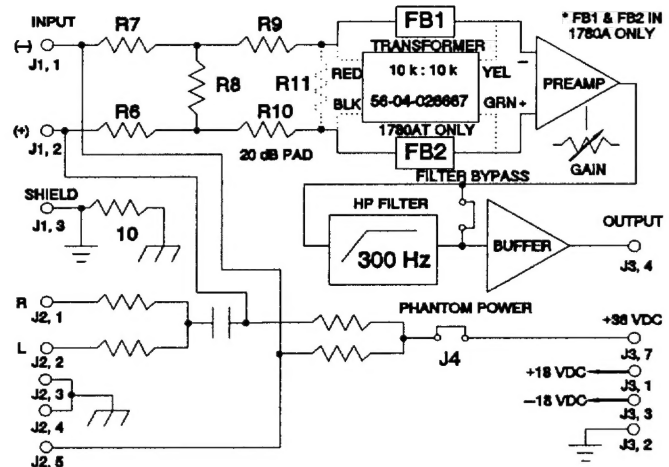 INPUT
(–)
J1, 1
R7
R9
FB1
* FB1 & FB2 IN
1780A ONLY
TRANSFORMER
RED
10 k : 10 k
YEL
–
PREAMP
R8
R11
BLK
56-04-026667
GRN
+
(+)
J1, 2
R6
R10
20 dB PAD
1780AT ONLY
FB2
GAIN
SHIELD
J1, 3
10
FILTER BYPASS
HP FILTER
300 Hz
BUFFER
OUTPUT
J3, 4
R
J2, 1
PHANTOM POWER
+38 VDC
L
J2, 2
J4
J3, 7
J2, 3
+18 VDC
J3, 1
J2, 4
–18 VDC
J3, 3
J2, 5
J3, 2